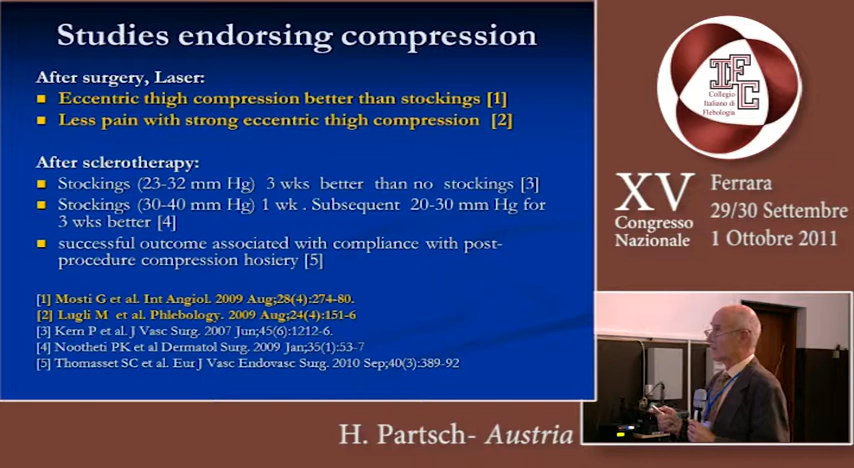 Studies endorsing compression
After surgery, Laser:
Eccentric thigh compression better than stockings [1]
Less pain with strong eccentric thigh compression [2]
After sclerotherapy:
Stockings (23-32 mm Hg) 3 wks better than no stockings [3]
Stockings (30-40 mm Hg) 1 wk . Subsequent 20-30 mm Hg for
3 wks better [4]
successful outcome associated with compliance with post-
procedure compression hosiery [5]
[1] Mosti G et al. Int Angiol. 2009 Aug;28(4):274-80.
[2] Lugli M et al. Phlebology. 2009 Aug;24(4):151-6
[3] Kern P et al. J Vasc Surg. 2007 Jun;45(6):1212-6.
[4] Nootheti PK et al Dermatol Surg. 2009 Jan;35(1):53-7
[5] Thomasset SC et al. Eur J Vasc Endovasc Surg. 2010 Sep;40(3):389-92
IFC
Collegio
Italiano di
Flebologia
XV
Congresso
Nazionale
Ferrara
29/30 Settembre
1 Ottobre 2011
H. Partsch- Austria